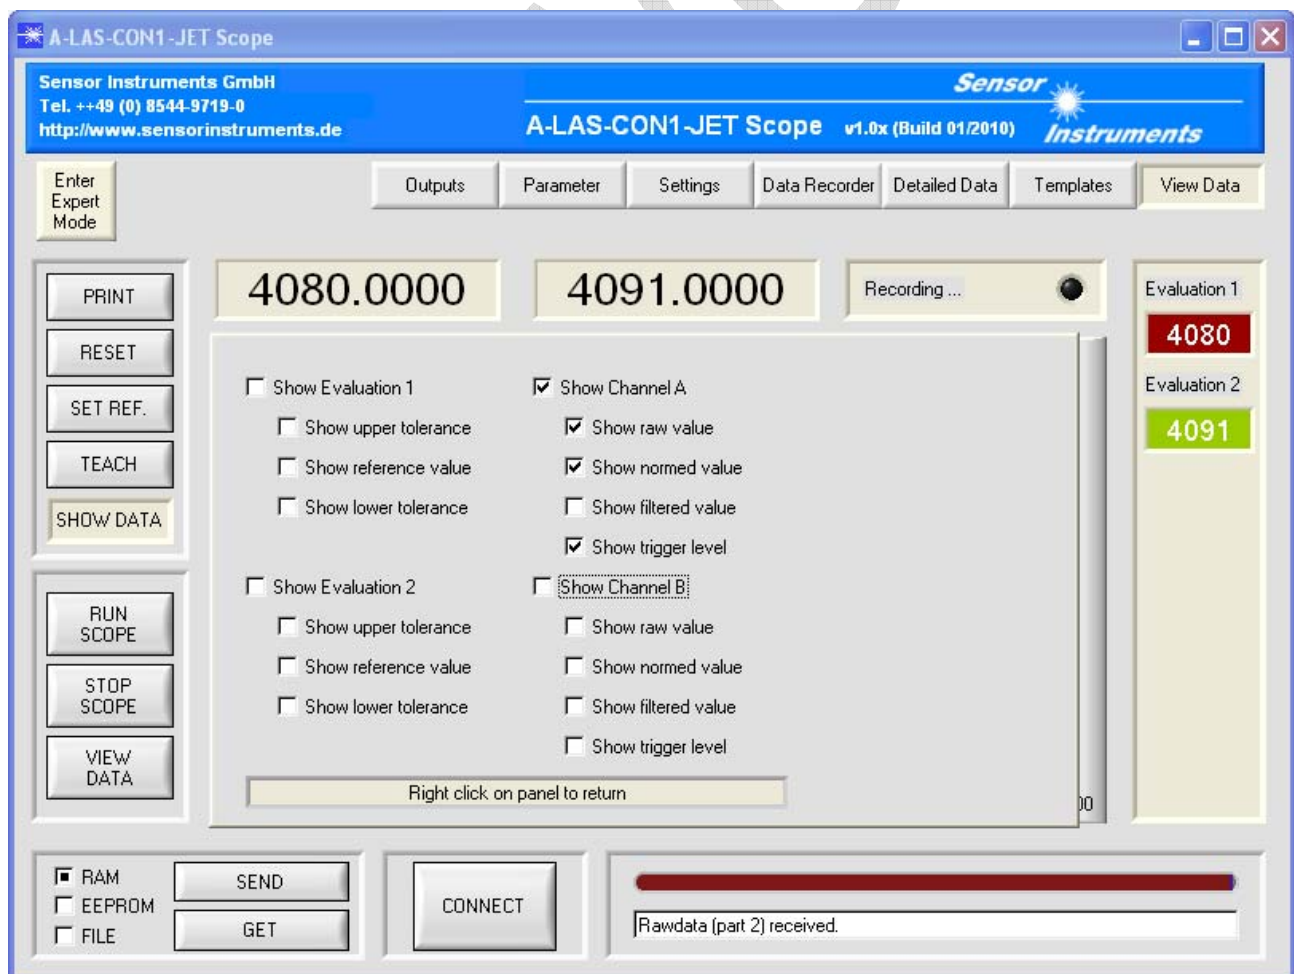 A-LAS-CON1-JET Scope
Sensor Instruments GmbH
Tel. ++49 (0) 8544-9719-0
http://www.sensorinstruments.de
Sensor
Instruments
A-LAS-CON1-JET Scope v1.0x (Build 01/2010)
Enter
Expert
Mode
Outputs
Parameter
Settings
Data Recorder
Detailed Data
Templates
View Data
PRINT
RESET
SET REF.
TEACH
SHOW DATA
RUN
SCOPE
STOP
SCOPE
VIEW
DATA
4080.0000
4091.0000
Recording ...
Show Evaluation 1
Show upper tolerance
Show reference value
Show lower tolerance
Show Evaluation 2
Show upper tolerance
Show reference value
Show lower tolerance
Show Channel A
Show raw value
Show normed value
Show filtered value
Show trigger level
Show Channel B
Show raw value
Show normed value
Show filtered value
Show trigger level
Right click on panel to return
Evaluation 1
4080
Evaluation 2
4091
RAM
EEPROM
FILE
SEND
GET
CONNECT
Rawdata (part 2) received.